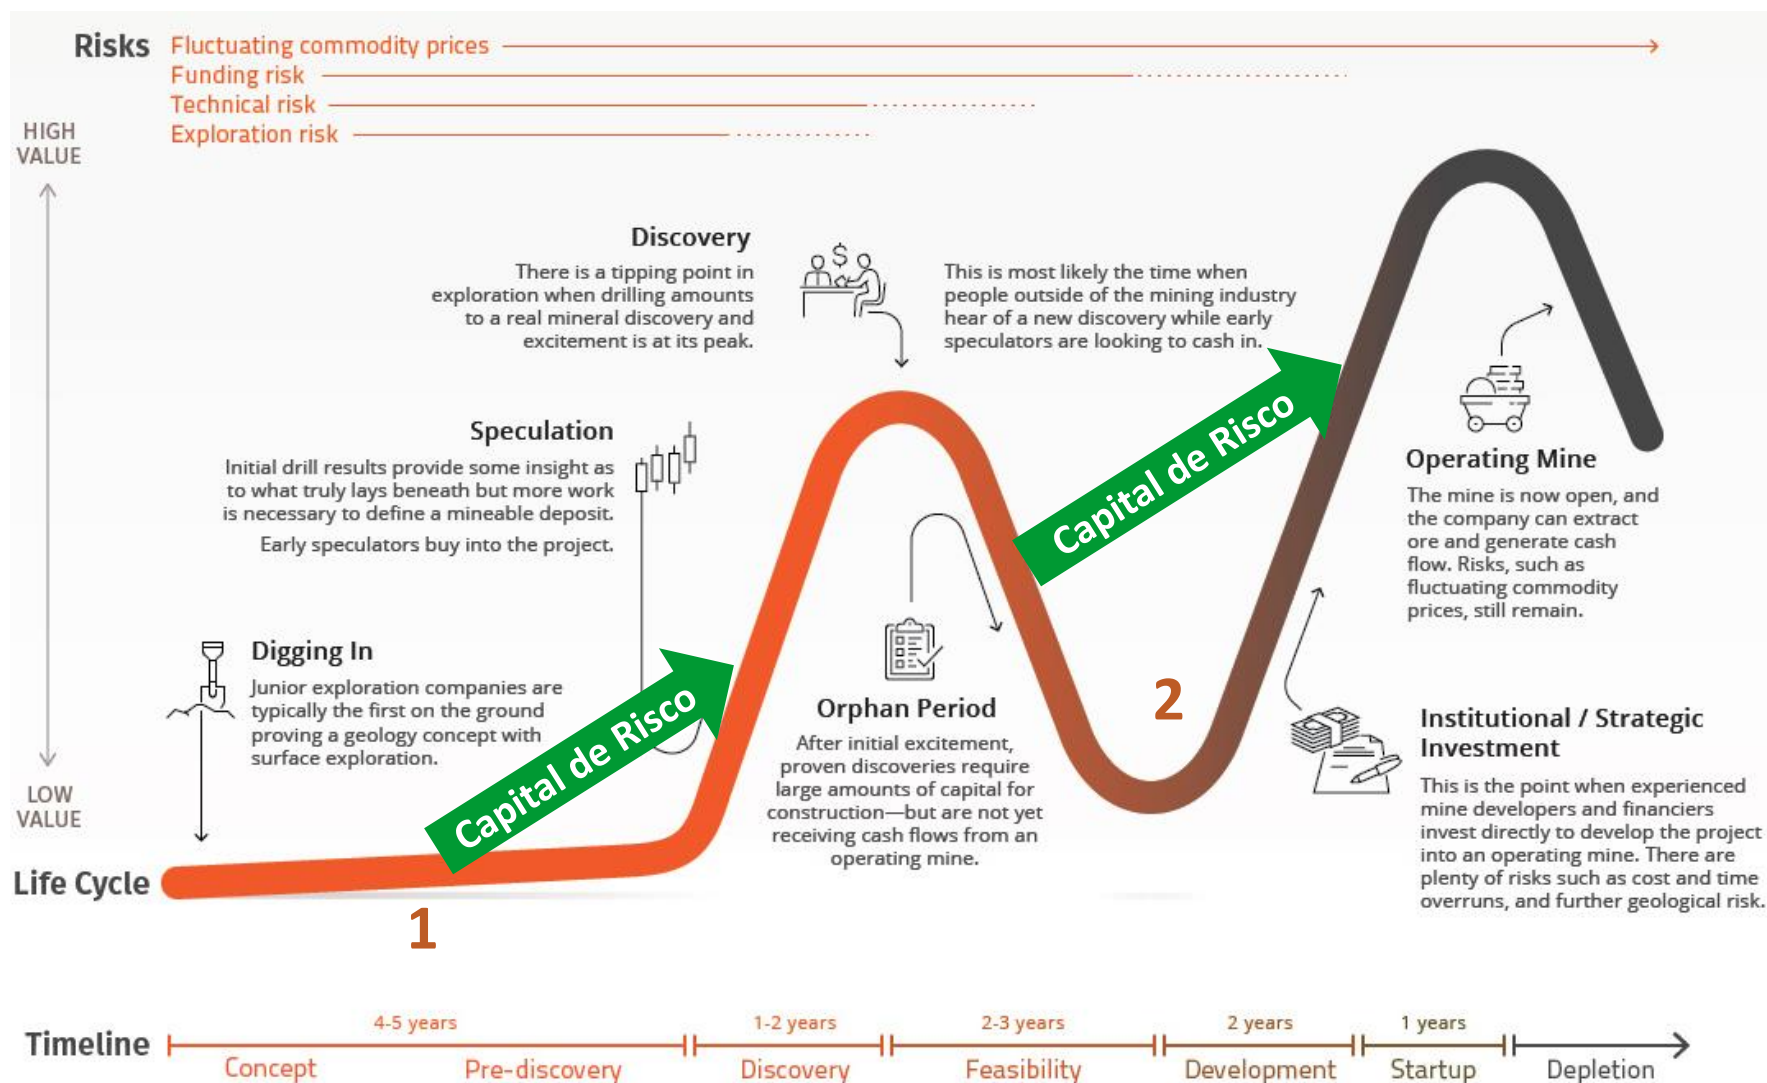 Risks
Fluctuating commodity prices
Funding risk
Technical risk
Exploration risk
HIGH
VALUE
Discovery
There is a tipping point in
exploration when drilling amounts
to a real mineral discovery and
excitement is at its peak.
$
This is most likely the time when
people outside of the mining industry
hear of a new discovery while early
speculators are looking to cash in.
Speculation
Initial drill results provide some insight as
to what truly lays beneath but more work
is necessary to define a mineable deposit.
Early speculators buy into the project.
Capital de Risco
Operating Mine
The mine is now open, and
the company can extract
ore and generate cash
flow. Risks, such as
fluctuating commodity
prices, still remain.
Digging In
Junior exploration companies are
typically the first on the ground
proving a geology concept with
surface exploration.
Capital de Risco
Orphan Period
After initial excitement,
proven discoveries require
large amounts of capital for
construction—but are not yet
receiving cash flows from an
operating mine.
2
Institutional / Strategic
Investment
This is the point when experienced
mine developers and financiers
invest directly to develop the project
into an operating mine. There are
plenty of risks such as cost and time
overruns, and further geological risk.
LOW
VALUE
Life Cycle
1
Timeline
4-5 years
1-2 years
2-3 years
2 years
1 years
Concept
Pre-discovery
Discovery
Feasibility
Development
Startup
Depletion